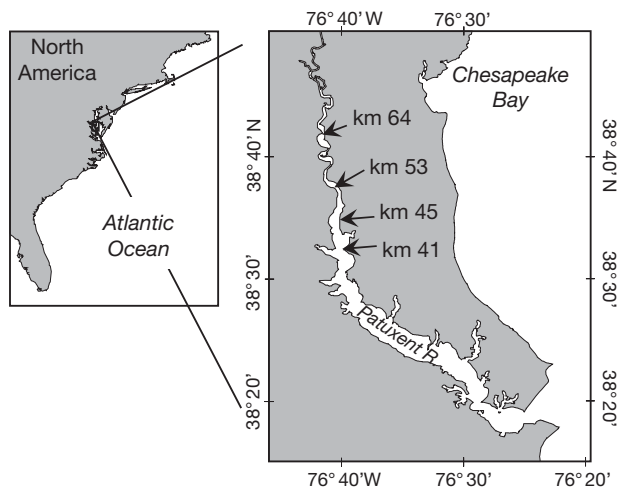 North
America
Atlantic
Ocean
76° 40' W
76° 30'
Chesapeake
Bay
km 64
km 53
km 45
km 41
Patuxent R.
38° 40' N
38° 30'
38° 20'
38° 40' N
38° 30'
38° 20'
76° 40' W
76° 30'
76° 20'